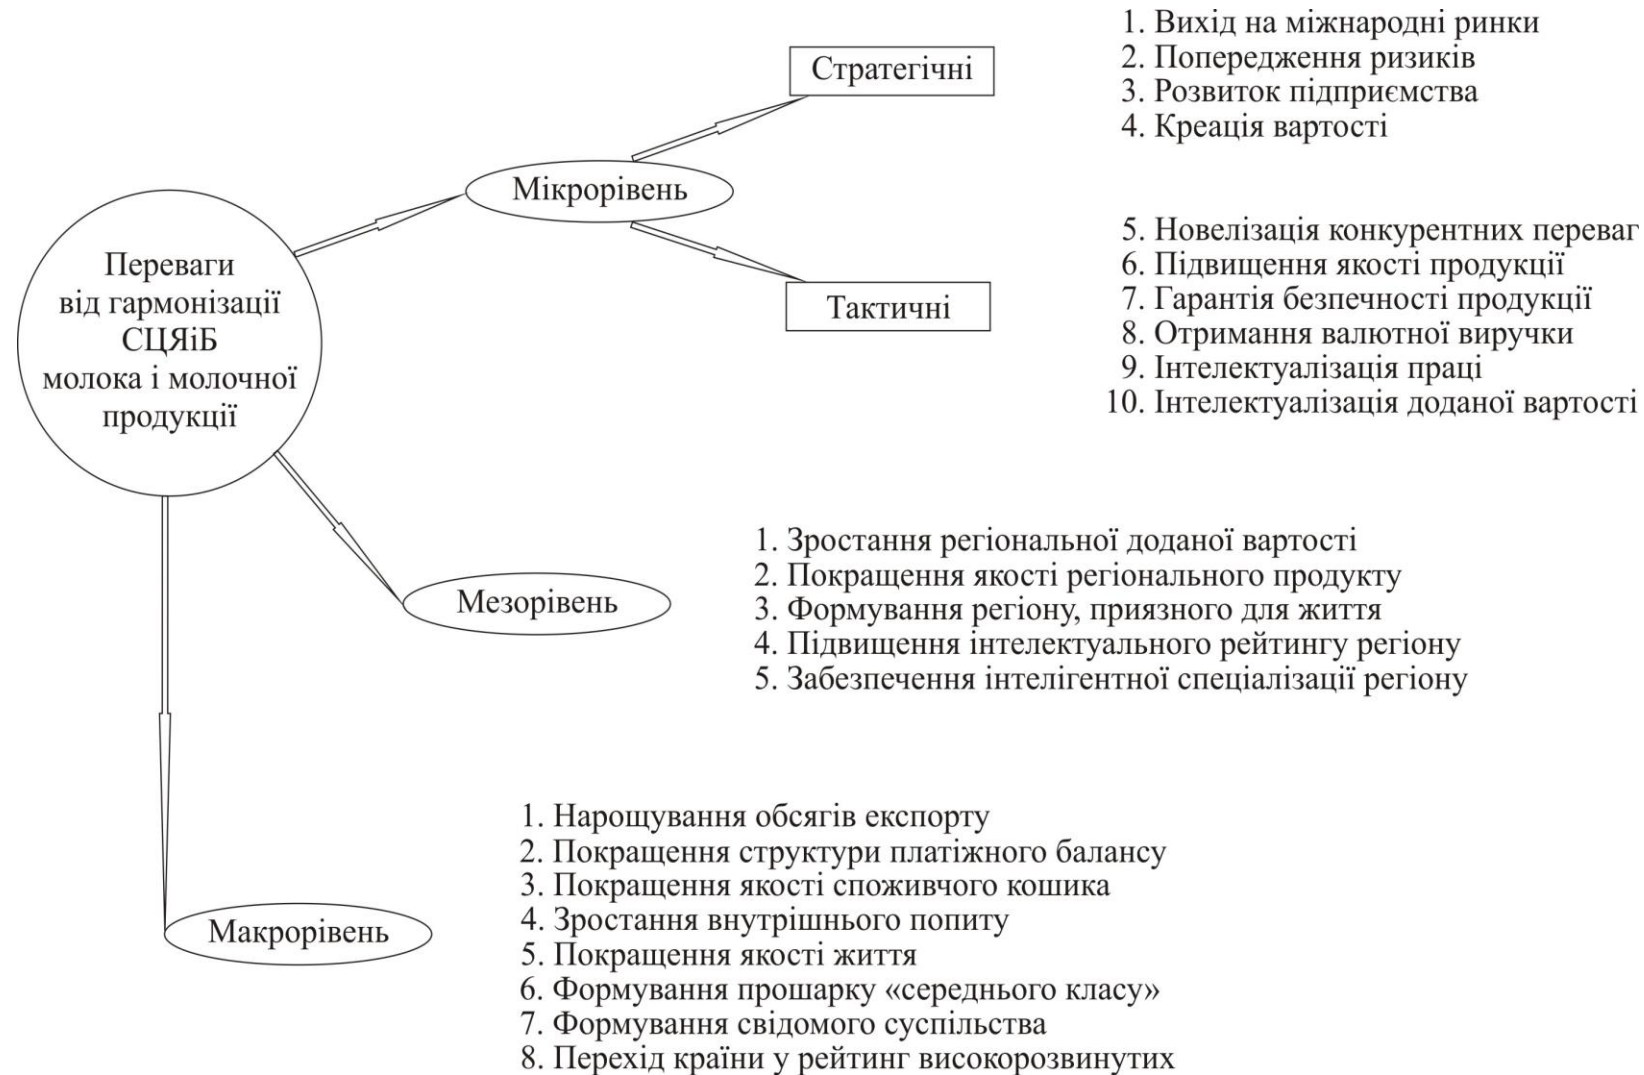 Переваги
від гармонізації
СЦЯіБ
молока і молочної
продукції
Мікрорівень
Стратегічні
1. Вихід на міжнародні ринки
2. Попередження ризиків
3. Розвиток підприємства
4. Креація вартості
Тактичні
5. Новелізація конкурентних переваг
6. Підвищення якості продукції
7. Гарантія безпечності продукції
8. Отримання валютної виручки
9. Інтелектуалізація праці
10. Інтелектуалізація доданої вартості
Мезорівень
1. Зростання регіональної доданої вартості
2. Покращення якості регіонального продукту
3. Формування регіону, приязного для життя
4. Підвищення інтелектуального рейтингу регіону
5. Забезпечення інтелігентної спеціалізації регіону
Макрорівень
1. Нарощування обсягів експорту
2. Покращення структури платіжного балансу
3. Покращення якості споживчого кошика
4. Зростання внутрішнього попиту
5. Покращення якості життя
6. Формування прошарку «середнього класу»
7. Формування свідомого суспільства
8. Перехід країни у рейтинг високорозвинутих